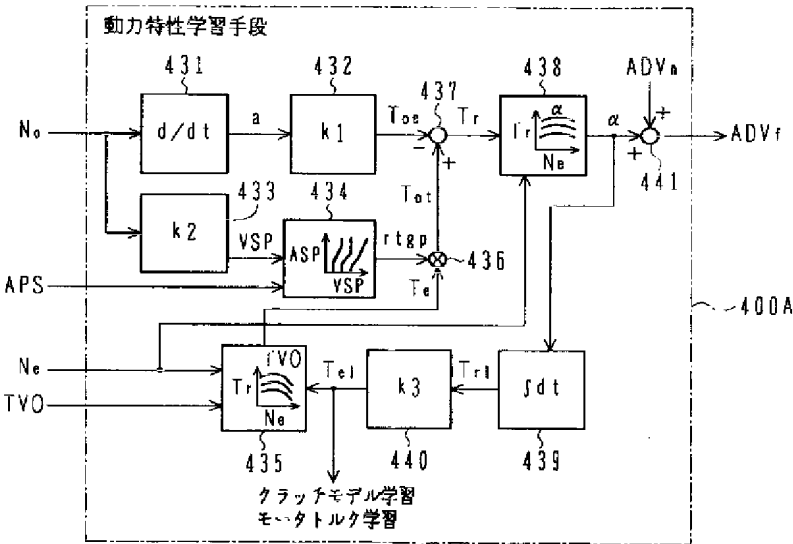 動力特性学習手段
431
432
437
438
ADVn
No
d/dt
a
k1
Toe
Tr
Tr
α
Ne
α
ADVf
441
433
434
k2
VSP
ASP
VSP
rtgp
Tot
436
APS
Te
400A
Ne
TVO
TVO
Tr
Ne
Tel
k3
TrI
∫dt
435
440
439
クラッチモデル学習
モータトルク学習